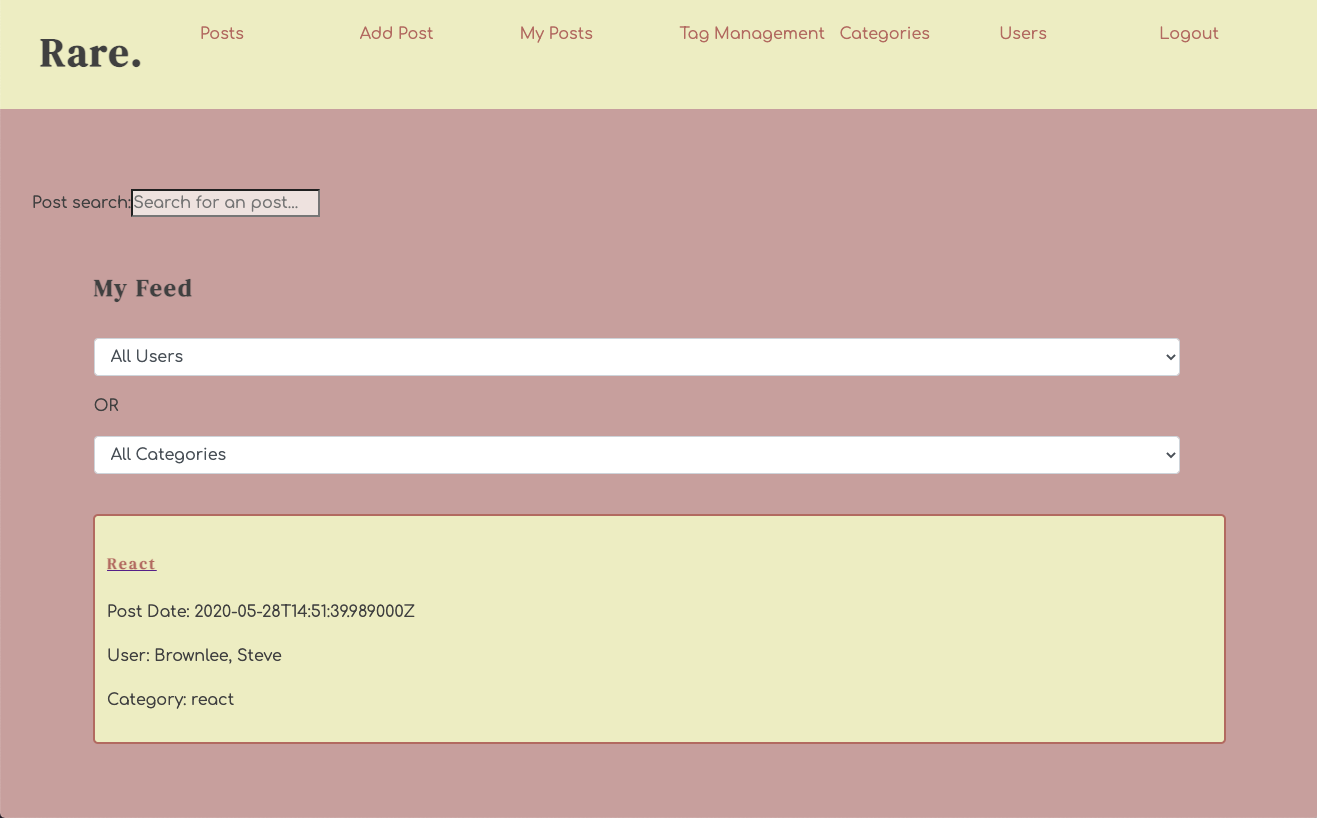 Rare.
Posts Add Post My Posts Tag Management Categories Users Logout
Post search: Search for an post...
My Feed
All Users
OR
All Categories
React
Post Date: 2020-05-28T14:51:39.989000Z
User: Brownlee, Steve
Category: react